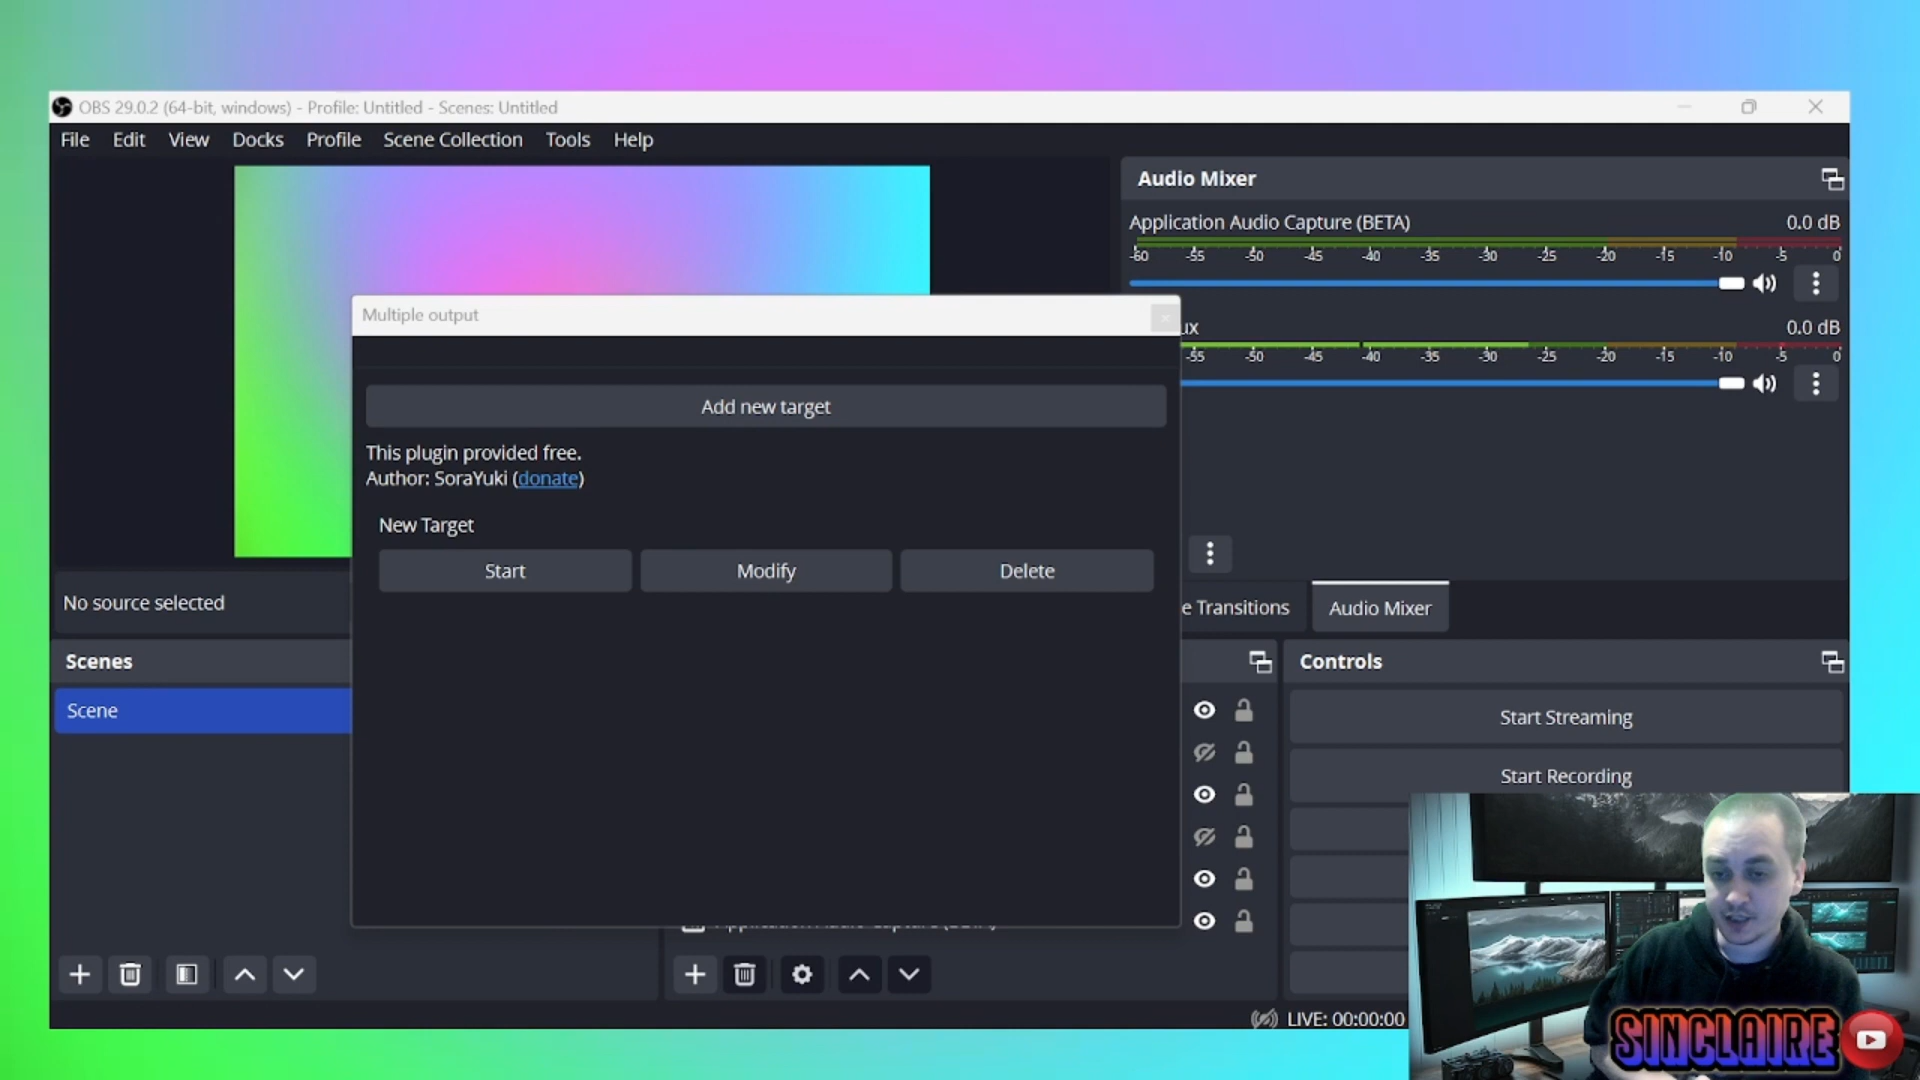 OBS 29.0.2 (64-bit, windows) - Profile: Untitled - Scenes: Untitled
File Edit View Docks Profile Scene Collection Tools Help
Audio Mixer
Application Audio Capture (BETA) 0.0 dB
-60 -55 -50 -45 -40 -35 -30 -25 -20 -15 -10 -5 0
Multiple output
ux 0.0 dB
-55 -50 -45 -40 -35 -30 -25 -20 -15 -10 -5 0
Add new target
This plugin provided free.
Author: SoraYuki (donate)
New Target
Start Modify Delete
No source selected
e Transitions Audio Mixer
Scenes
Controls
Scene
Start Streaming
Start Recording
Application Audio Capture (BETA)
LIVE: 00:00:00
SINCLAIRE